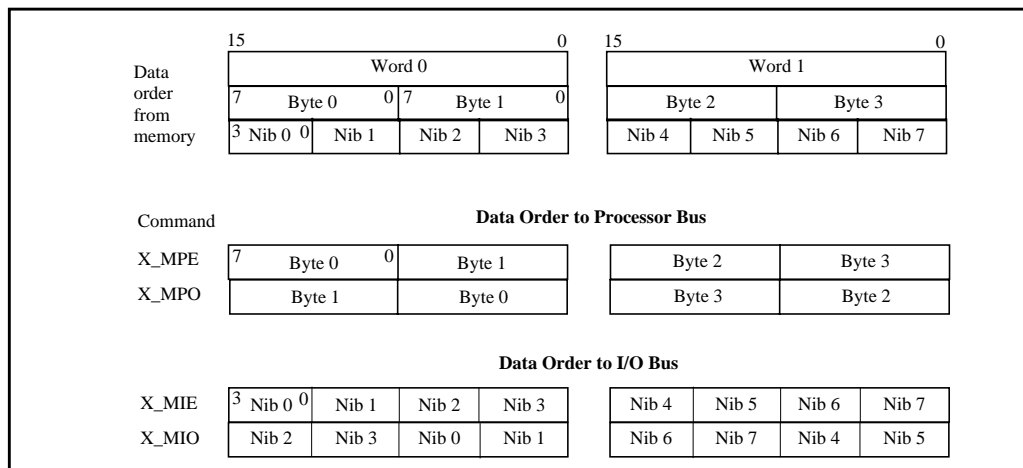 15 0 15 0
Word 0 Word 1
Data order from memory
7 Byte 0 0 7 Byte 1 0 Byte 2 Byte 3
3 Nib 0 0 Nib 1 Nib 2 Nib 3 Nib 4 Nib 5 Nib 6 Nib 7
Command Data Order to Processor Bus
X_MPE 7 Byte 0 0 Byte 1 Byte 2 Byte 3
X_MPO Byte 1 Byte 0 Byte 3 Byte 2
Data Order to I/O Bus
X_MIE 3 Nib 0 0 Nib 1 Nib 2 Nib 3 Nib 4 Nib 5 Nib 6 Nib 7
X_MIO Nib 2 Nib 3 Nib 0 Nib 1 Nib 6 Nib 7 Nib 4 Nib 5